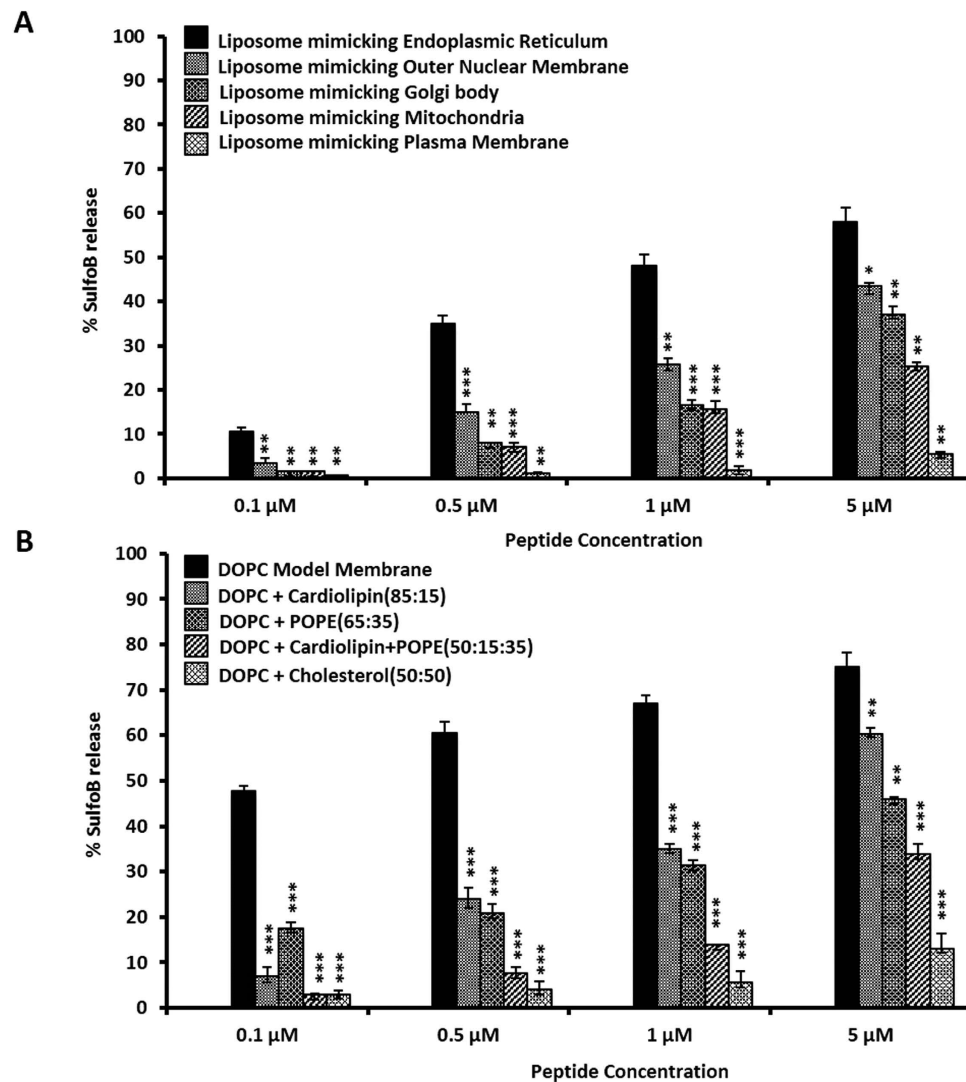 A
100
90
80
70
60
50
40
30
20
10
0
% SulfoB release
Liposome mimicking Endoplasmic Reticulum
Liposome mimicking Outer Nuclear Membrane
Liposome mimicking Golgi body
Liposome mimicking Mitochondria
Liposome mimicking Plasma Membrane
** ** ** **
*** ** *** **
** *** *** ***
* ** ** **
0.1 µM 0.5 µM 1 µM 5 µM
Peptide Concentration
B
100
90
80
70
60
50
40
30
20
10
0
% SulfoB release
DOPC Model Membrane
DOPC + Cardiolipin(85:15)
DOPC + POPE(65:35)
DOPC + Cardiolipin+POPE(50:15:35)
DOPC + Cholesterol(50:50)
*** *** *** ***
*** *** *** ***
*** *** *** ***
** ** *** ***
0.1 µM 0.5 µM 1 µM 5 µM
Peptide Concentration